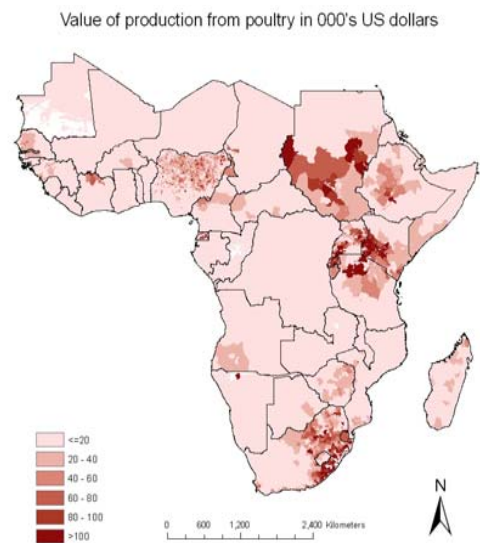 Value of production from poultry in 000's US dollars
<=20
20 - 40
40 - 60
60 - 80
80 - 100
>100
N
0 600 1,200 2,400 Kilometers